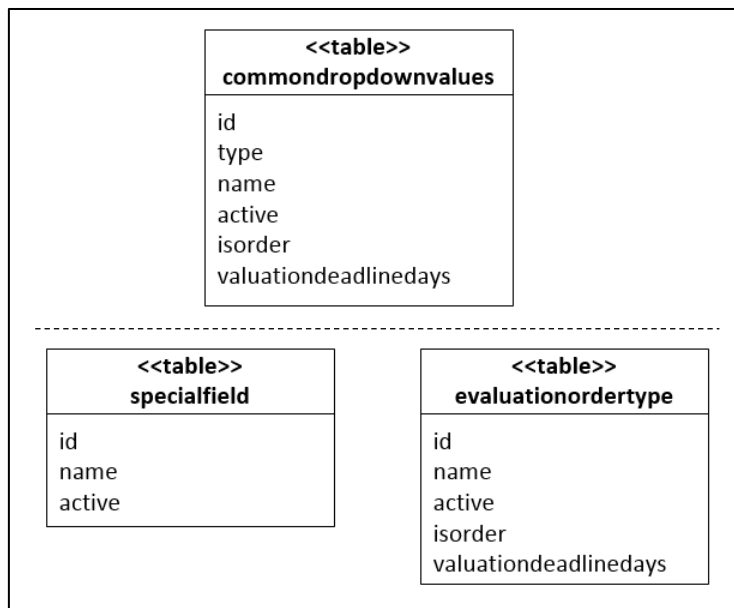 <<table>>
commondropdownvalues
id
type
name
active
isorder
valuationdeadlinedays
<<table>>
specialfield
id
name
active
<<table>>
evaluationordertype
id
name
active
isorder
valuationdeadlinedays